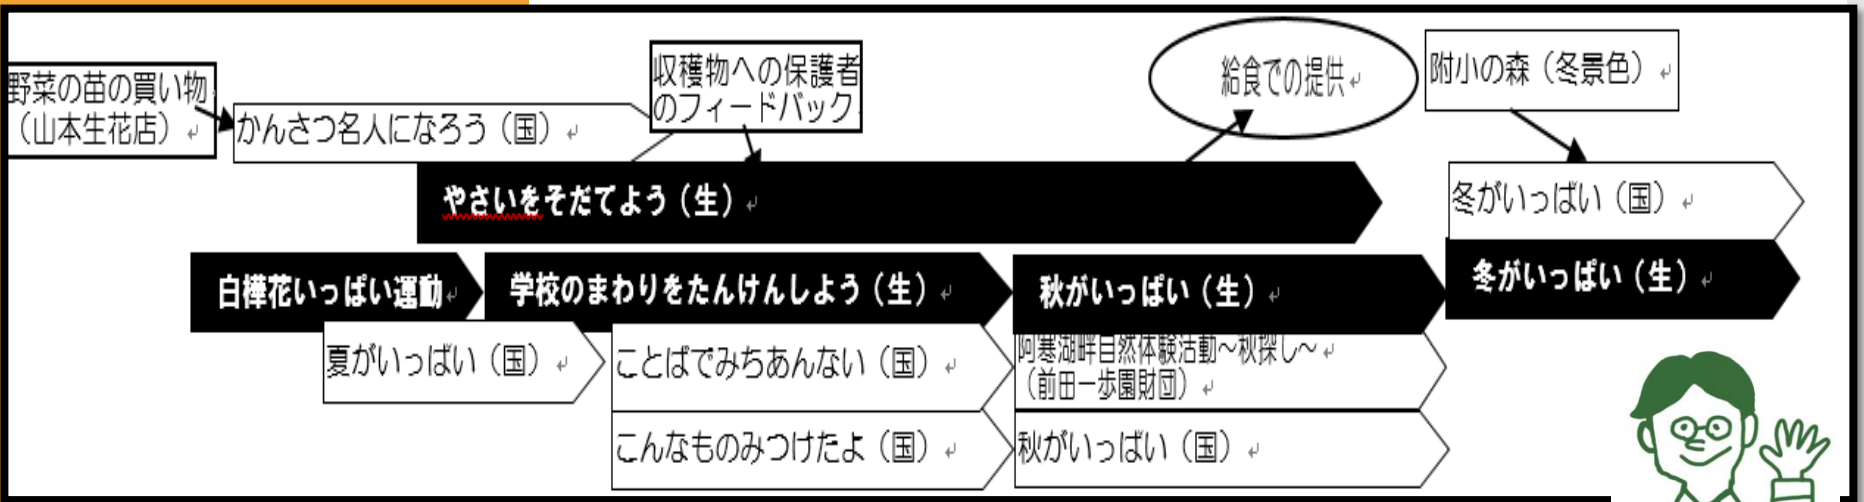 野菜の苗の買い物
（山本生花店）
かんさつ名人になろう（国）
収穫物への保護者
のフィードバック
給食での提供
附小の森（冬景色）
やさいをそだてよう（生）
冬がいっぱい（国）
白樺花いっぱい運動
学校のまわりをたんけんしよう（生）
秋がいっぱい（生）
冬がいっぱい（生）
夏がいっぱい（国）
ことばでみちあんない（国）
阿寒湖畔自然体験活動～秋探し～
（前田一歩園財団）
こんなものみつけたよ（国）
秋がいっぱい（国）